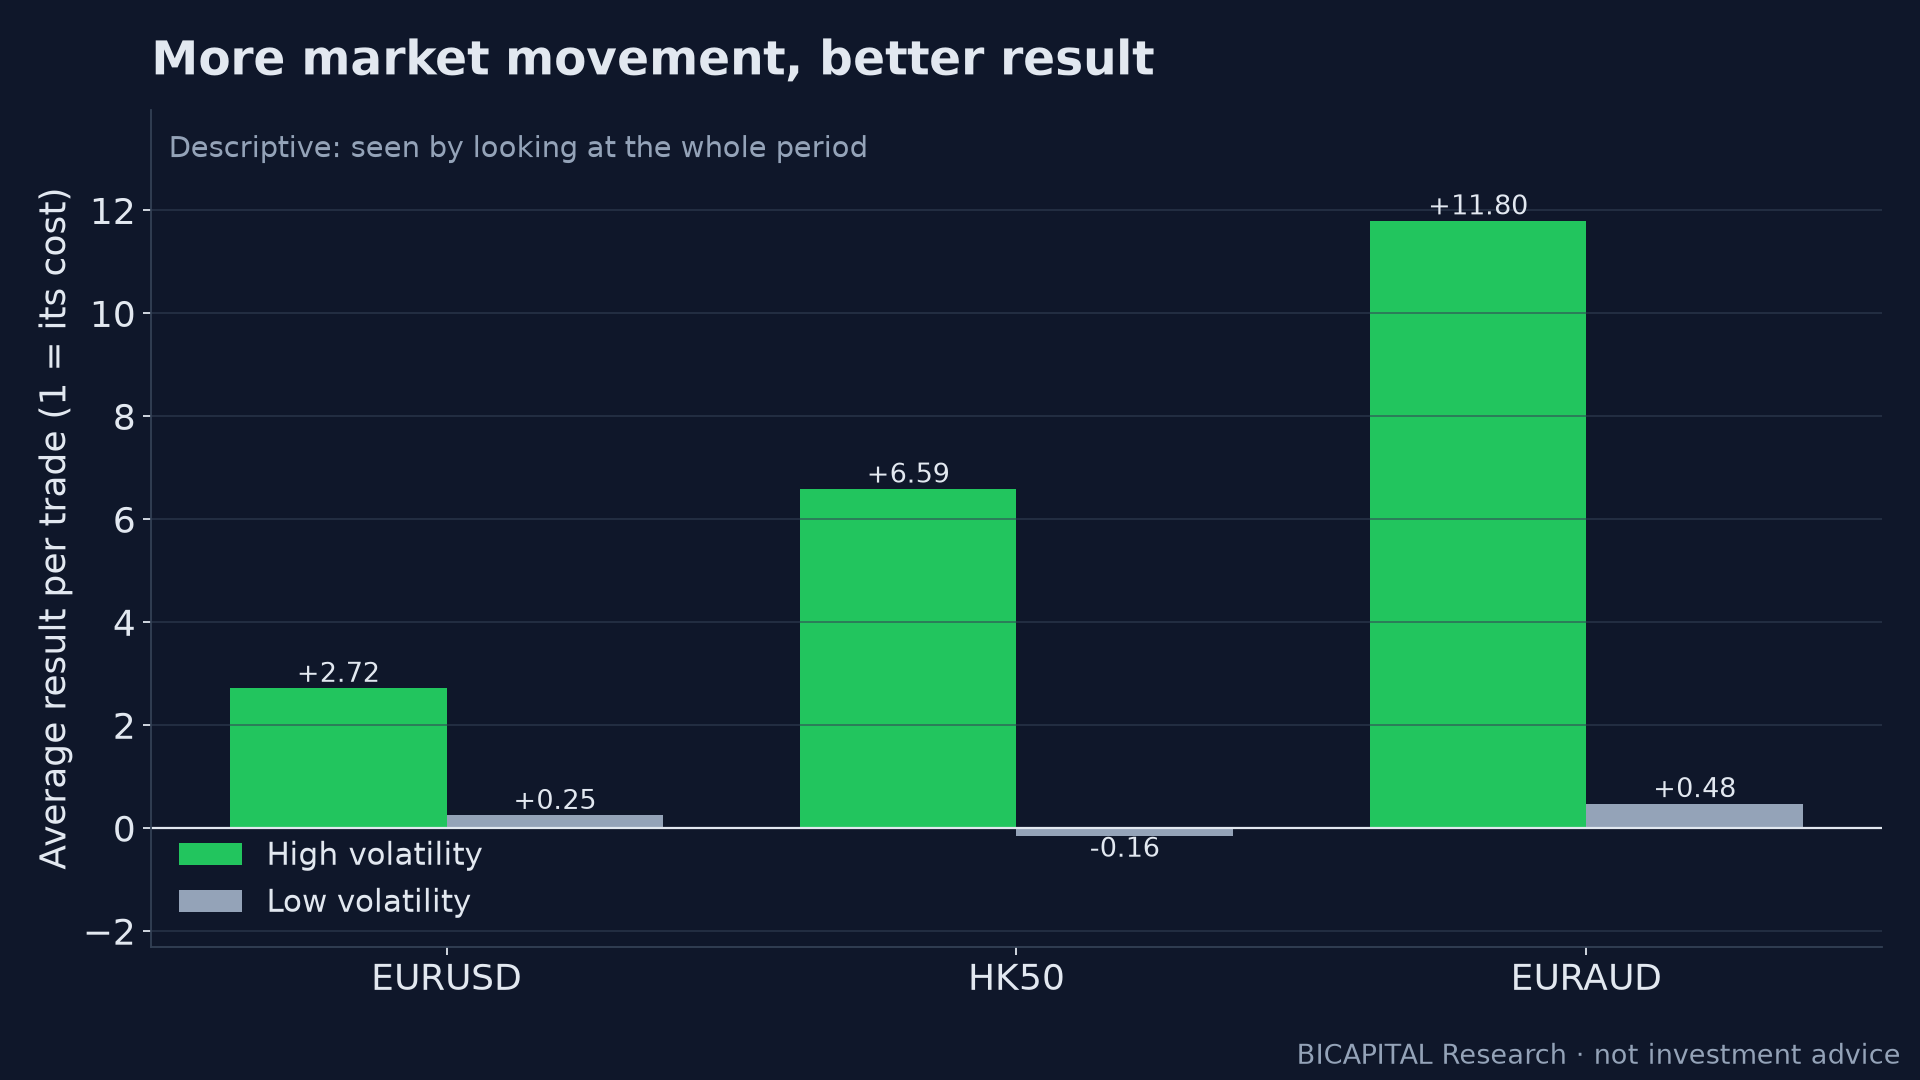 More market movement, better result
Descriptive: seen by looking at the whole period
Average result per trade (1 = its cost)
12
10
8
6
4
2
0
−2
+2.72
+0.25
+6.59
-0.16
+11.80
+0.48
High volatility
Low volatility
EURUSD
HK50
EURAUD
BICAPITAL Research · not investment advice